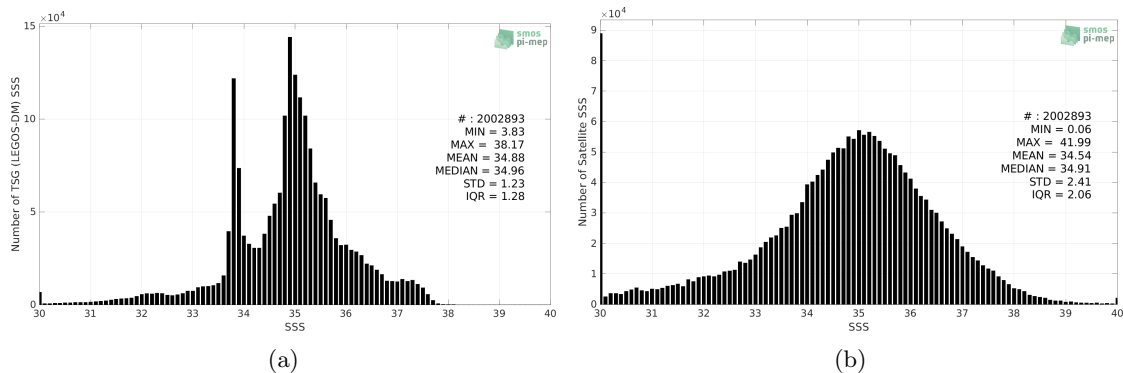 ×10⁴
15
10
5
0
30 31 32 33 34 35 36 37 38 39 40
SSS
Number of TSG (LEGOS-DM) SSS
smos
pi-mep
# : 2002893
MIN = 3.83
MAX = 38.17
MEAN = 34.88
MEDIAN = 34.96
STD = 1.23
IQR = 1.28
(a)
×10⁴
9
8
7
6
5
4
3
2
1
0
30 31 32 33 34 35 36 37 38 39 40
SSS
Number of Satellite SSS
smos
pi-mep
# : 2002893
MIN = 0.06
MAX = 41.99
MEAN = 34.54
MEDIAN = 34.91
STD = 2.41
IQR = 2.06
(b)